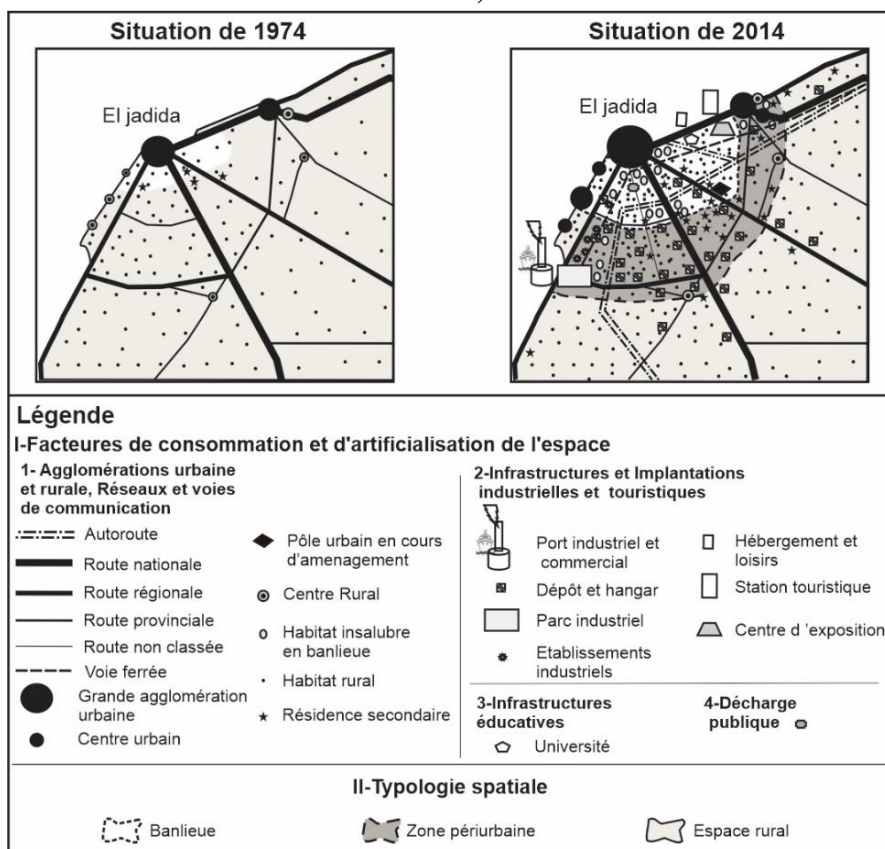 Situation de 1974
El jadida
Situation de 2014
El jadida
Légende
I-Facteures de consommation et d'artificialisation de l'espace
1- Agglomérations urbaine
et rurale, Réseaux et voies
de communication
Autoroute
Route nationale
Route régionale
Route provinciale
Route non classée
Voie ferrée
Grande agglomération
urbaine
Centre urbain
Pôle urbain en cours
d'amenagement
Centre Rural
Habitat insalubre
en banlieue
Habitat rural
Résidence secondaire
2-Infrastructures et Implantations
industrielles et touristiques
Port industriel et
commercial
Dépôt et hangar
Parc industriel
Etablissements
industriels
Hébergement et
loisirs
Station touristique
Centre d 'exposition
3-Infrastructures
éducatives
Université
4-Décharge
publique
II-Typologie spatiale
Banlieue
Zone périurbaine
Espace rural